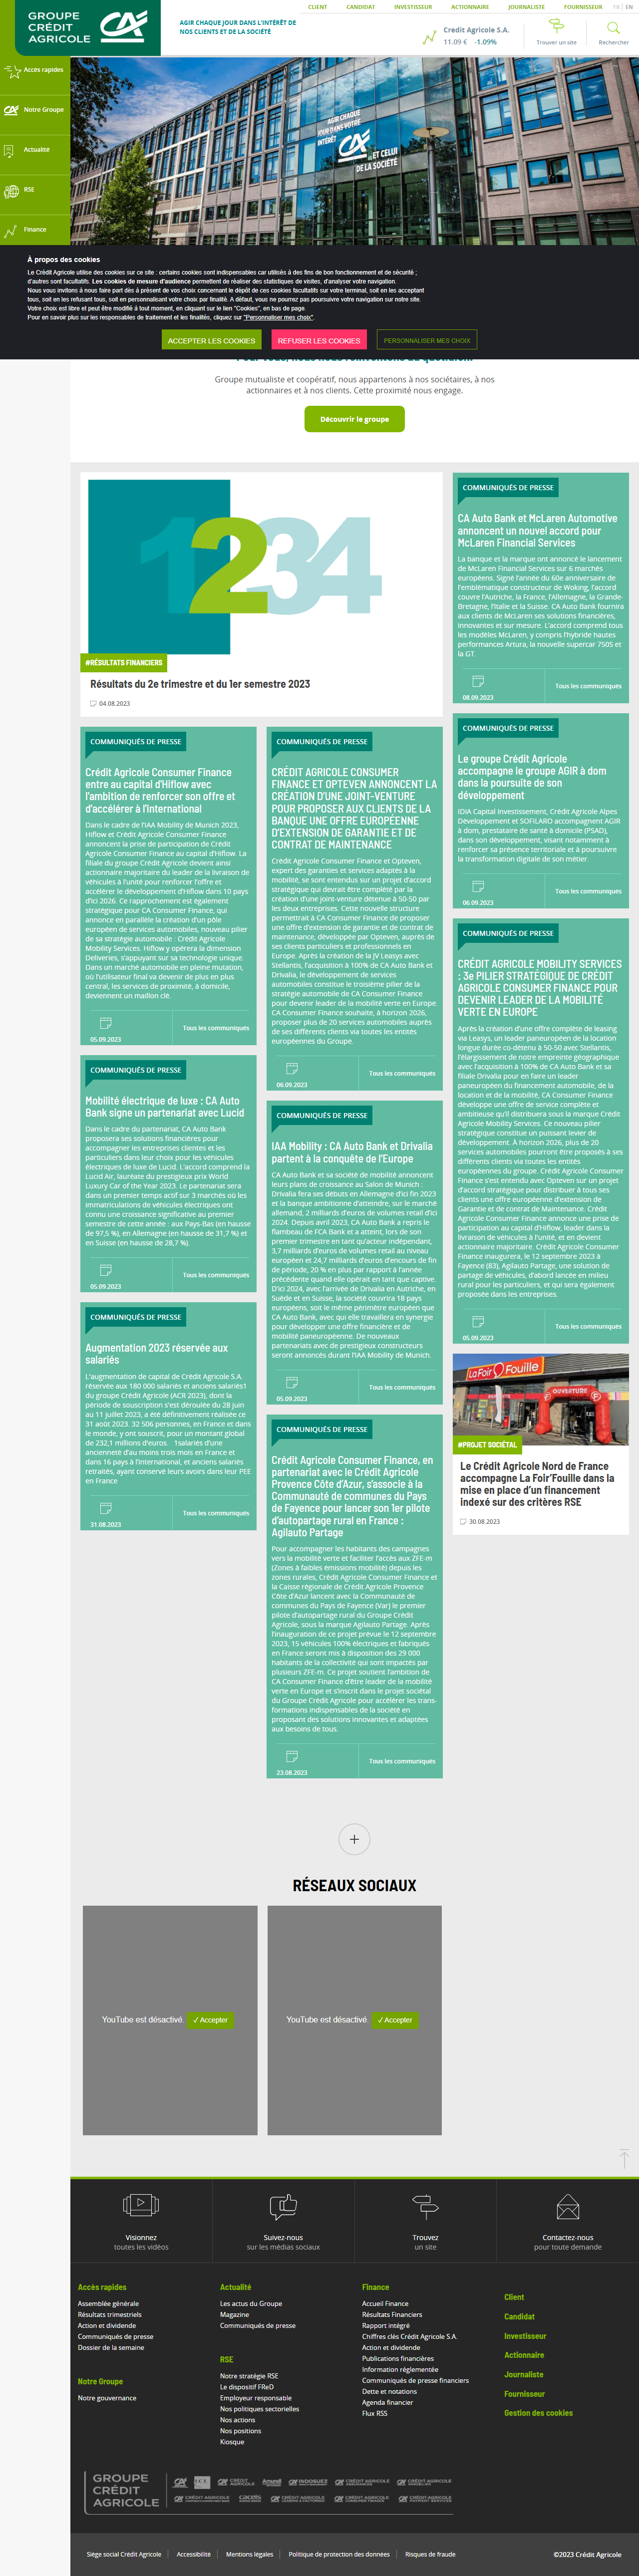 GROUPE
CRÉDIT
AGRICOLE
AGIR CHAQUE JOUR DANS L'INTÉRÊT DE
NOS CLIENTS ET DE LA SOCIÉTÉ
CLIENT
CANDIDAT
INVESTISSEUR
ACTIONNAIRE
JOURNALISTE
FOURNISSEUR
FR
EN
Credit Agricole S.A.
11.09 € -1.09%
Trouver un site
Rechercher
Accès rapides
Notre Groupe
Actualité
RSE
Finance
AGIR CHAQUE
JOUR DANS VOTRE
INTÉRÊT
ET CELUI
DE LA SOCIÉTÉ
À propos des cookies
Le Crédit Agricole utilise des cookies sur ce site : certains cookies sont indispensables car utilisés à des fins de bon fonctionnement et de sécurité ;
d'autres sont facultatifs. Les cookies de mesure d'audience permettent de réaliser des statistiques de visites, d'analyser votre navigation.
Nous vous invitons à nous faire part dès à présent de vos choix concernant le dépôt de ces cookies facultatifs sur votre terminal, soit en les acceptant
tous, soit en les refusant tous, soit en personnalisant votre choix par finalité. A défaut, vous ne pourrez pas poursuivre votre navigation sur notre site.
Votre choix est libre et peut être modifié à tout moment, en cliquant sur le lien "Cookies", en bas de page.
Pour en savoir plus sur les responsables de traitement et les finalités, cliquez sur "Personnaliser mes choix".
ACCEPTER LES COOKIES
REFUSER LES COOKIES
PERSONNALISER MES CHOIX
Groupe mutualiste et coopératif, nous appartenons à nos sociétaires, à nos
actionnaires et à nos clients. Cette proximité nous engage.
Découvrir le groupe
1234
#RÉSULTATS FINANCIERS
Résultats du 2e trimestre et du 1er semestre 2023
04.08.2023
COMMUNIQUÉS DE PRESSE
Crédit Agricole Consumer Finance
entre au capital d'Hiflow avec
l'ambition de renforcer son offre et
d'accélérer à l'international
Dans le cadre de l'IAA Mobility de Munich 2023,
Hiflow et Crédit Agricole Consumer Finance
annoncent la prise de participation de Crédit
Agricole Consumer Finance au capital d'Hiflow. La
filiale du groupe Crédit Agricole devient ainsi
actionnaire majoritaire du leader de la livraison de
véhicules à l'unité pour renforcer l'offre et
accélérer le développement d'Hiflow dans 10 pays
d'ici 2026. Ce rapprochement est également
stratégique pour CA Consumer Finance, qui
annonce en parallèle la création d'un pôle
européen de services automobiles, nouveau pilier
de sa stratégie automobile : Crédit Agricole
Mobility Services. Hiflow y opérera la dimension
Deliveries, s'appuyant sur sa technologie unique.
Dans un marché automobile en pleine mutation,
où l'utilisateur final va devenir de plus en plus
central, les services de proximité, à domicile,
deviennent un maillon clé.
05.09.2023
Tous les communiqués
COMMUNIQUÉS DE PRESSE
Mobilité électrique de luxe : CA Auto
Bank signe un partenariat avec Lucid
Dans le cadre du partenariat, CA Auto Bank
proposera ses solutions financières pour
accompagner les entreprises clientes et les
particuliers dans leur choix pour les véhicules
électriques de luxe de Lucid. L'accord comprend la
Lucid Air, lauréate du prestigieux prix World
Luxury Car of the Year 2023. Le partenariat sera
dans un premier temps actif sur 3 marchés où les
immatriculations de véhicules électriques ont
connu une croissance significative au premier
semestre de cette année : aux Pays-Bas (en hausse
de 97,5 %), en Allemagne (en hausse de 31,7 %) et
en Suisse (en hausse de 28,7 %).
05.09.2023
Tous les communiqués
COMMUNIQUÉS DE PRESSE
Augmentation 2023 réservée aux
salariés
L'augmentation de capital de Crédit Agricole S.A.
réservée aux 180 000 salariés et anciens salariés1
du groupe Crédit Agricole (ACR 2023), dont la
période de souscription s'est déroulée du 28 juin
au 11 juillet 2023, a été définitivement réalisée ce
31 août 2023. 32 506 personnes, en France et dans
le monde, y ont souscrit, pour un montant global
de 232,1 millions d'euros. 1salariés d'une
ancienneté d'au moins trois mois en France et
dans 16 pays à l'international, et anciens salariés
retraités, ayant conservé leurs avoirs dans leur PEE
en France
31.08.2023
Tous les communiqués
COMMUNIQUÉS DE PRESSE
CRÉDIT AGRICOLE CONSUMER
FINANCE ET OPTEVEN ANNONCENT LA
CRÉATION D'UNE JOINT-VENTURE
POUR PROPOSER AUX CLIENTS DE LA
BANQUE UNE OFFRE EUROPÉENNE
D'EXTENSION DE GARANTIE ET DE
CONTRAT DE MAINTENANCE
Crédit Agricole Consumer Finance et Opteven,
expert des garanties et services adaptés à la
mobilité, se sont entendus sur un projet d'accord
stratégique qui devrait être complété par la
création d'une joint-venture détenue à 50-50 par
les deux entreprises. Cette nouvelle structure
permettrait à CA Consumer Finance de proposer
une offre d'extension de garantie et de contrat de
maintenance, développée par Opteven, auprès de
ses clients particuliers et professionnels en
Europe. Après la création de la JV Leasys avec
Stellantis, l'acquisition à 100% de CA Auto Bank et
Drivalia, le développement de services
automobiles constitue le troisième pilier de la
stratégie automobile de CA Consumer Finance
pour devenir le leader de la mobilité verte en Europe.
CA Consumer Finance souhaite, à horizon 2026,
proposer plus de 20 services automobiles auprès
de ses différents clients via toutes les entités
européennes du Groupe.
06.09.2023
Tous les communiqués
COMMUNIQUÉS DE PRESSE
IAA Mobility : CA Auto Bank et Drivalia
partent à la conquête de l'Europe
CA Auto Bank et sa société de mobilité annoncent
leurs plans de croissance au Salon de Munich :
Drivalia fera ses débuts en Allemagne d'ici fin 2023
et la banque ambitionne d'atteindre, sur le marché
allemand, 2 milliards d'euros de volumes retail d'ici
2024. Depuis avril 2023, CA Auto Bank a repris le
flambeau de FCA Bank et a atteint, lors de son
premier trimestre en tant qu'acteur indépendant,
3,7 milliards d'euros de volumes retail au niveau
européen et 24,7 milliards d'euros d'encours de fin
de période, 20 % en plus par rapport à l'année
précédente quand elle opérait en tant que captive.
D'ici 2024, avec l'arrivée de Drivalia en Autriche, en
Suède et en Suisse, la société couvrira 18 pays
européens, soit le même périmètre européen que
CA Auto Bank, avec qui elle travaillera en synergie
pour développer une offre financière et de
mobilité paneuropéenne. De nouveaux
partenariats avec de prestigieux constructeurs
seront annoncés durant l'IAA Mobility de Munich.
05.09.2023
Tous les communiqués
COMMUNIQUÉS DE PRESSE
Crédit Agricole Consumer Finance, en
partenariat avec le Crédit Agricole
Provence Côte d'Azur, s'associe à la
Communauté de communes du Pays
de Fayence pour lancer son 1er pilote
d'autopartage rural en France :
Agilauto Partage
Pour accompagner les habitants des campagnes
vers la mobilité verte et faciliter l'accès aux ZFE-m
(Zones à faibles émissions mobilité) depuis les
zones rurales, Crédit Agricole Consumer Finance et
la Caisse régionale de Crédit Agricole Provence
Côte d'Azur lancent avec la Communauté de
communes du Pays de Fayence (Var) le premier
pilote d'autopartage rural du Groupe Crédit
Agricole, sous la marque Agilauto Partage. Après
l'inauguration de ce projet prévue le 12 septembre
2023, 15 véhicules 100% électriques et fabriqués
en France seront mis à disposition des 29 000
habitants de la collectivité qui sont impactés par
plusieurs ZFE-m. Ce projet soutient l'ambition de
CA Consumer Finance d'être leader de la mobilité
verte en Europe et s'inscrit dans le projet sociétal
du Groupe Crédit Agricole pour accélérer les trans-
formations indispensables de la société en
proposant des solutions innovantes et adaptées
aux besoins de tous.
23.08.2023
Tous les communiqués
COMMUNIQUÉS DE PRESSE
CA Auto Bank et McLaren Automotive
annoncent un nouvel accord pour
McLaren Financial Services
La banque et la marque ont annoncé le lancement
de McLaren Financial Services sur 6 marchés
européens. Signé l'année du 60e anniversaire de
l'emblématique constructeur de Woking, l'accord
couvre l'Autriche, la France, l'Allemagne, la Grande-
Bretagne, l'Italie et la Suisse. CA Auto Bank fournira
aux clients de McLaren ses solutions financières,
innovantes et sur mesure. L'accord comprend tous
les modèles McLaren, y compris l'hybride hautes
performances Artura, la nouvelle supercar 750S et
la GT.
08.09.2023
Tous les communiqués
COMMUNIQUÉS DE PRESSE
Le groupe Crédit Agricole
accompagne le groupe AGIR à dom
dans la poursuite de son
développement
IDIA Capital Investissement, Crédit Agricole Alpes
Développement et SOFILARO accompagnent AGIR
à dom, prestataire de santé à domicile (PSAD),
dans son développement, visant notamment à
renforcer sa présence territoriale et à poursuivre
la transformation digitale de son métier.
06.09.2023
Tous les communiqués
COMMUNIQUÉS DE PRESSE
CRÉDIT AGRICOLE MOBILITY SERVICES
: 3e PILIER STRATÉGIQUE DE CRÉDIT
AGRICOLE CONSUMER FINANCE POUR
DEVENIR LEADER DE LA MOBILITÉ
VERTE EN EUROPE
Après la création d'une offre complète de leasing
via Leasys, un leader paneuropéen de la location
longue durée co-détenu à 50-50 avec Stellantis,
l'élargissement de notre empreinte géographique
avec l'acquisition à 100% de CA Auto Bank et sa
filiale Drivalia pour en faire un leader
paneuropéen du financement automobile, de la
location et de la mobilité, CA Consumer Finance
développe une offre de service complète et
ambitieuse qu'il distribuera sous la marque Crédit
Agricole Mobility Services. Ce nouveau pilier
stratégique constitue un puissant levier de
développement. À horizon 2026, plus de 20
services automobiles pourront être proposés à ses
différents clients via toutes les entités
européennes du groupe. Crédit Agricole Consumer
Finance s'est entendu avec Opteven sur un projet
d'accord stratégique pour distribuer à tous ses
clients une offre européenne d'extension de
Garantie et de contrat de Maintenance. Crédit
Agricole Consumer Finance annonce une prise de
participation au capital d'Hiflow, leader dans la
livraison de véhicules à l'unité, et en devient
actionnaire majoritaire. Crédit Agricole Consumer
Finance inaugurera, le 12 septembre 2023 à
Fayence (83), Agilauto Partage, une solution de
partage de véhicules, d'abord lancée en milieu
rural pour les particuliers, et qui sera également
proposée dans les entreprises.
05.09.2023
Tous les communiqués
La Foir'Fouille
OUVERTURE
#PROJET SOCIÉTAL
Le Crédit Agricole Nord de France
accompagne La Foir'Fouille dans la
mise en place d'un financement
indexé sur des critères RSE
30.08.2023
RÉSEAUX SOCIAUX
YouTube est désactivé. ✓ Accepter
YouTube est désactivé. ✓ Accepter
Visionnez
toutes les vidéos
Suivez-nous
sur les médias sociaux
Trouvez
un site
Contactez-nous
pour toute demande
Accès rapides
Assemblée générale
Résultats trimestriels
Action et dividende
Communiqués de presse
Dossier de la semaine
Notre Groupe
Notre gouvernance
Actualité
Les actus du Groupe
Magazine
Communiqués de presse
RSE
Notre stratégie RSE
Le dispositif FReD
Employeur responsable
Nos politiques sectorielles
Nos actions
Nos positions
Kiosque
Finance
Accueil Finance
Résultats Financiers
Rapport intégré
Chiffres clés Crédit Agricole S.A.
Action et dividende
Publications financières
Information réglementée
Communiqués de presse financiers
Dette et notations
Agenda financier
Flux RSS
Client
Candidat
Investisseur
Actionnaire
Journaliste
Fournisseur
Gestion des cookies
GROUPE
CRÉDIT
AGRICOLE
Siège social Crédit Agricole
Accessibilité
Mentions légales
Politique de protection des données
Risques de fraude
©2023 Crédit Agricole